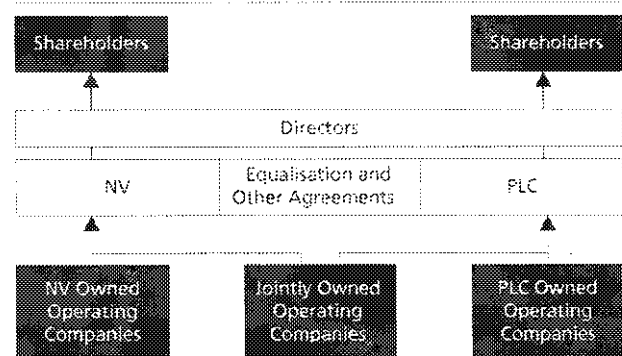 Shareholders
Shareholders
Directors
NV
Equalisation and
Other Agreements
PLC
NV Owned
Operating
Companies
Jointly Owned
Operating
Companies
PLC Owned
Operating
Companies